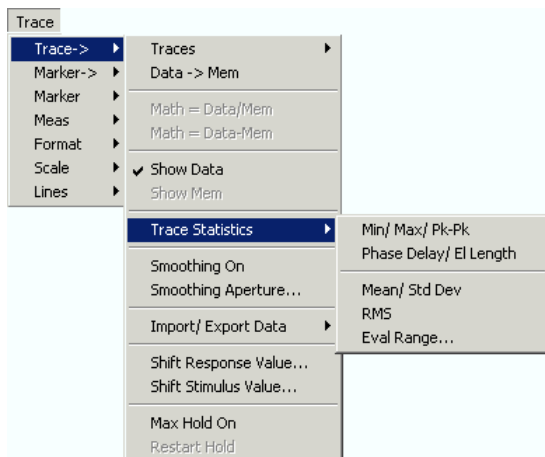 Trace
Trace->
Marker->
Marker
Meas
Format
Scale
Lines
Traces
Data -> Mem
Math = Data/Mem
Math = Data-Mem
Show Data
Show Mem
Trace Statistics
Smoothing On
Smoothing Aperture...
Import/ Export Data
Shift Response Value...
Shift Stimulus Value...
Max Hold On
Restart Hold
Min/ Max/ Pk-Pk
Phase Delay/ El Length
Mean/ Std Dev
RMS
Eval Range...